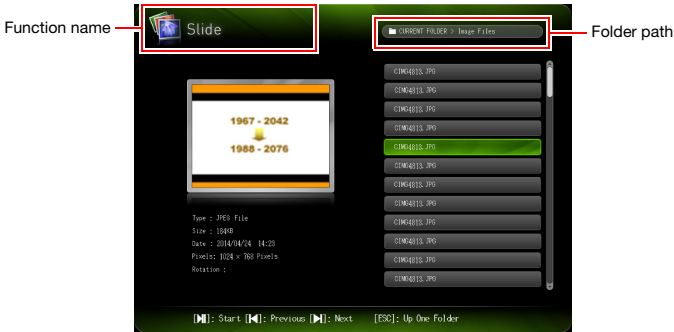 Function name
Slide
CURRENT FOLDER > Image Files
Folder path
CIMG4813.JPG
CIMG4813.JPG
CIMG4813.JPG
CIMG4813.JPG
CIMG4813.JPG
CIMG4813.JPG
CIMG4813.JPG
CIMG4813.JPG
CIMG4813.JPG
CIMG4813.JPG
CIMG4813.JPG
CIMG4813.JPG
1967 - 2042
1988 - 2076
Type : JPEG File
Size : 184KB
Date : 2014/04/24 14:23
Pixels: 1024 × 768 Pixels
Rotation :
[⏯]: Start [⏮]: Previous [⏭]: Next [ESC]: Up One Folder